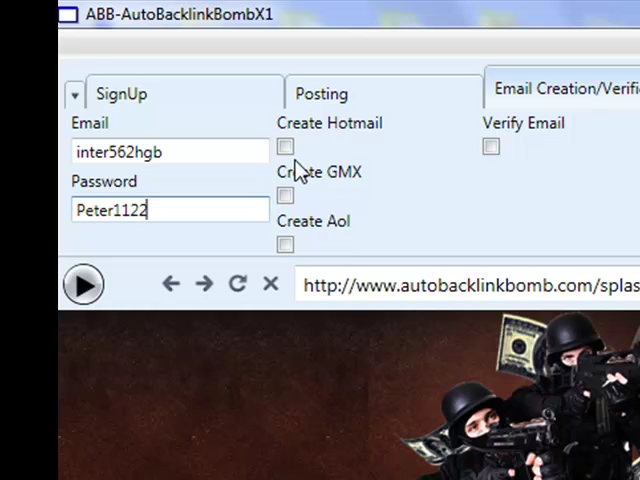 ABB-AutoBacklinkBombX1
SignUp
Posting
Email Creation/Verifi
Email
Create Hotmail
Verify Email
inter562hgb
Password
Create GMX
Peter1122
Create Aol
http://www.autobacklinkbomb.com/splas